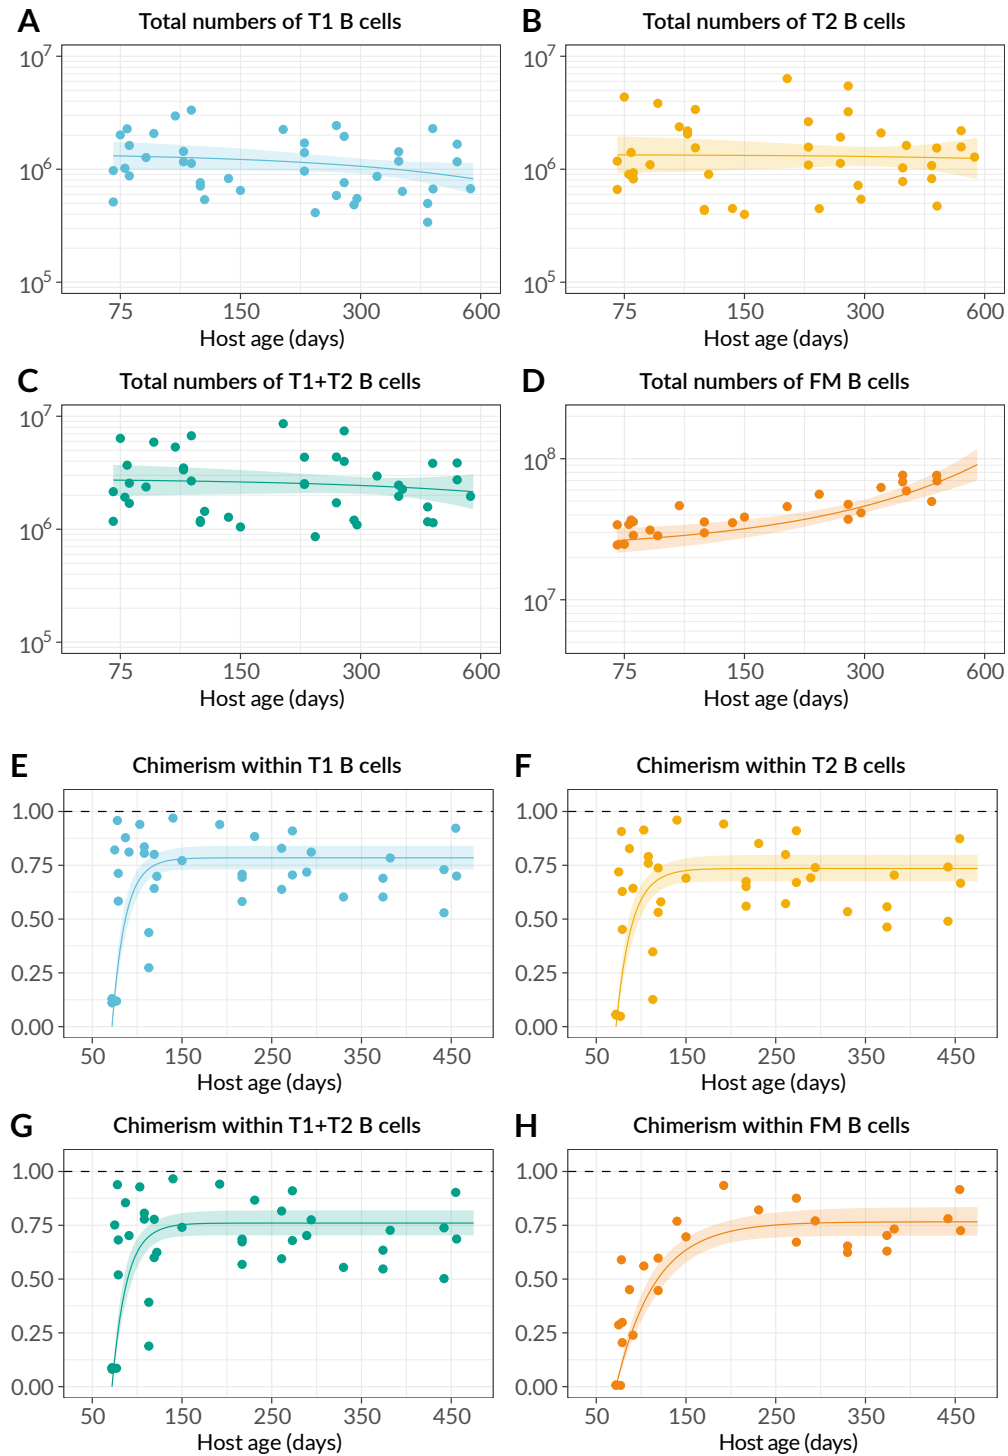 A Total numbers of T1 B cells
10^7
10^6
10^5
75 150 300 600
Host age (days)
B Total numbers of T2 B cells
10^7
10^6
10^5
75 150 300 600
Host age (days)
C Total numbers of T1+T2 B cells
10^7
10^6
10^5
75 150 300 600
Host age (days)
D Total numbers of FM B cells
10^8
10^7
75 150 300 600
Host age (days)
E Chimerism within T1 B cells
1.00
0.75
0.50
0.25
0.00
50 150 250 350 450
Host age (days)
F Chimerism within T2 B cells
1.00
0.75
0.50
0.25
0.00
50 150 250 350 450
Host age (days)
G Chimerism within T1+T2 B cells
1.00
0.75
0.50
0.25
0.00
50 150 250 350 450
Host age (days)
H Chimerism within FM B cells
1.00
0.75
0.50
0.25
0.00
50 150 250 350 450
Host age (days)